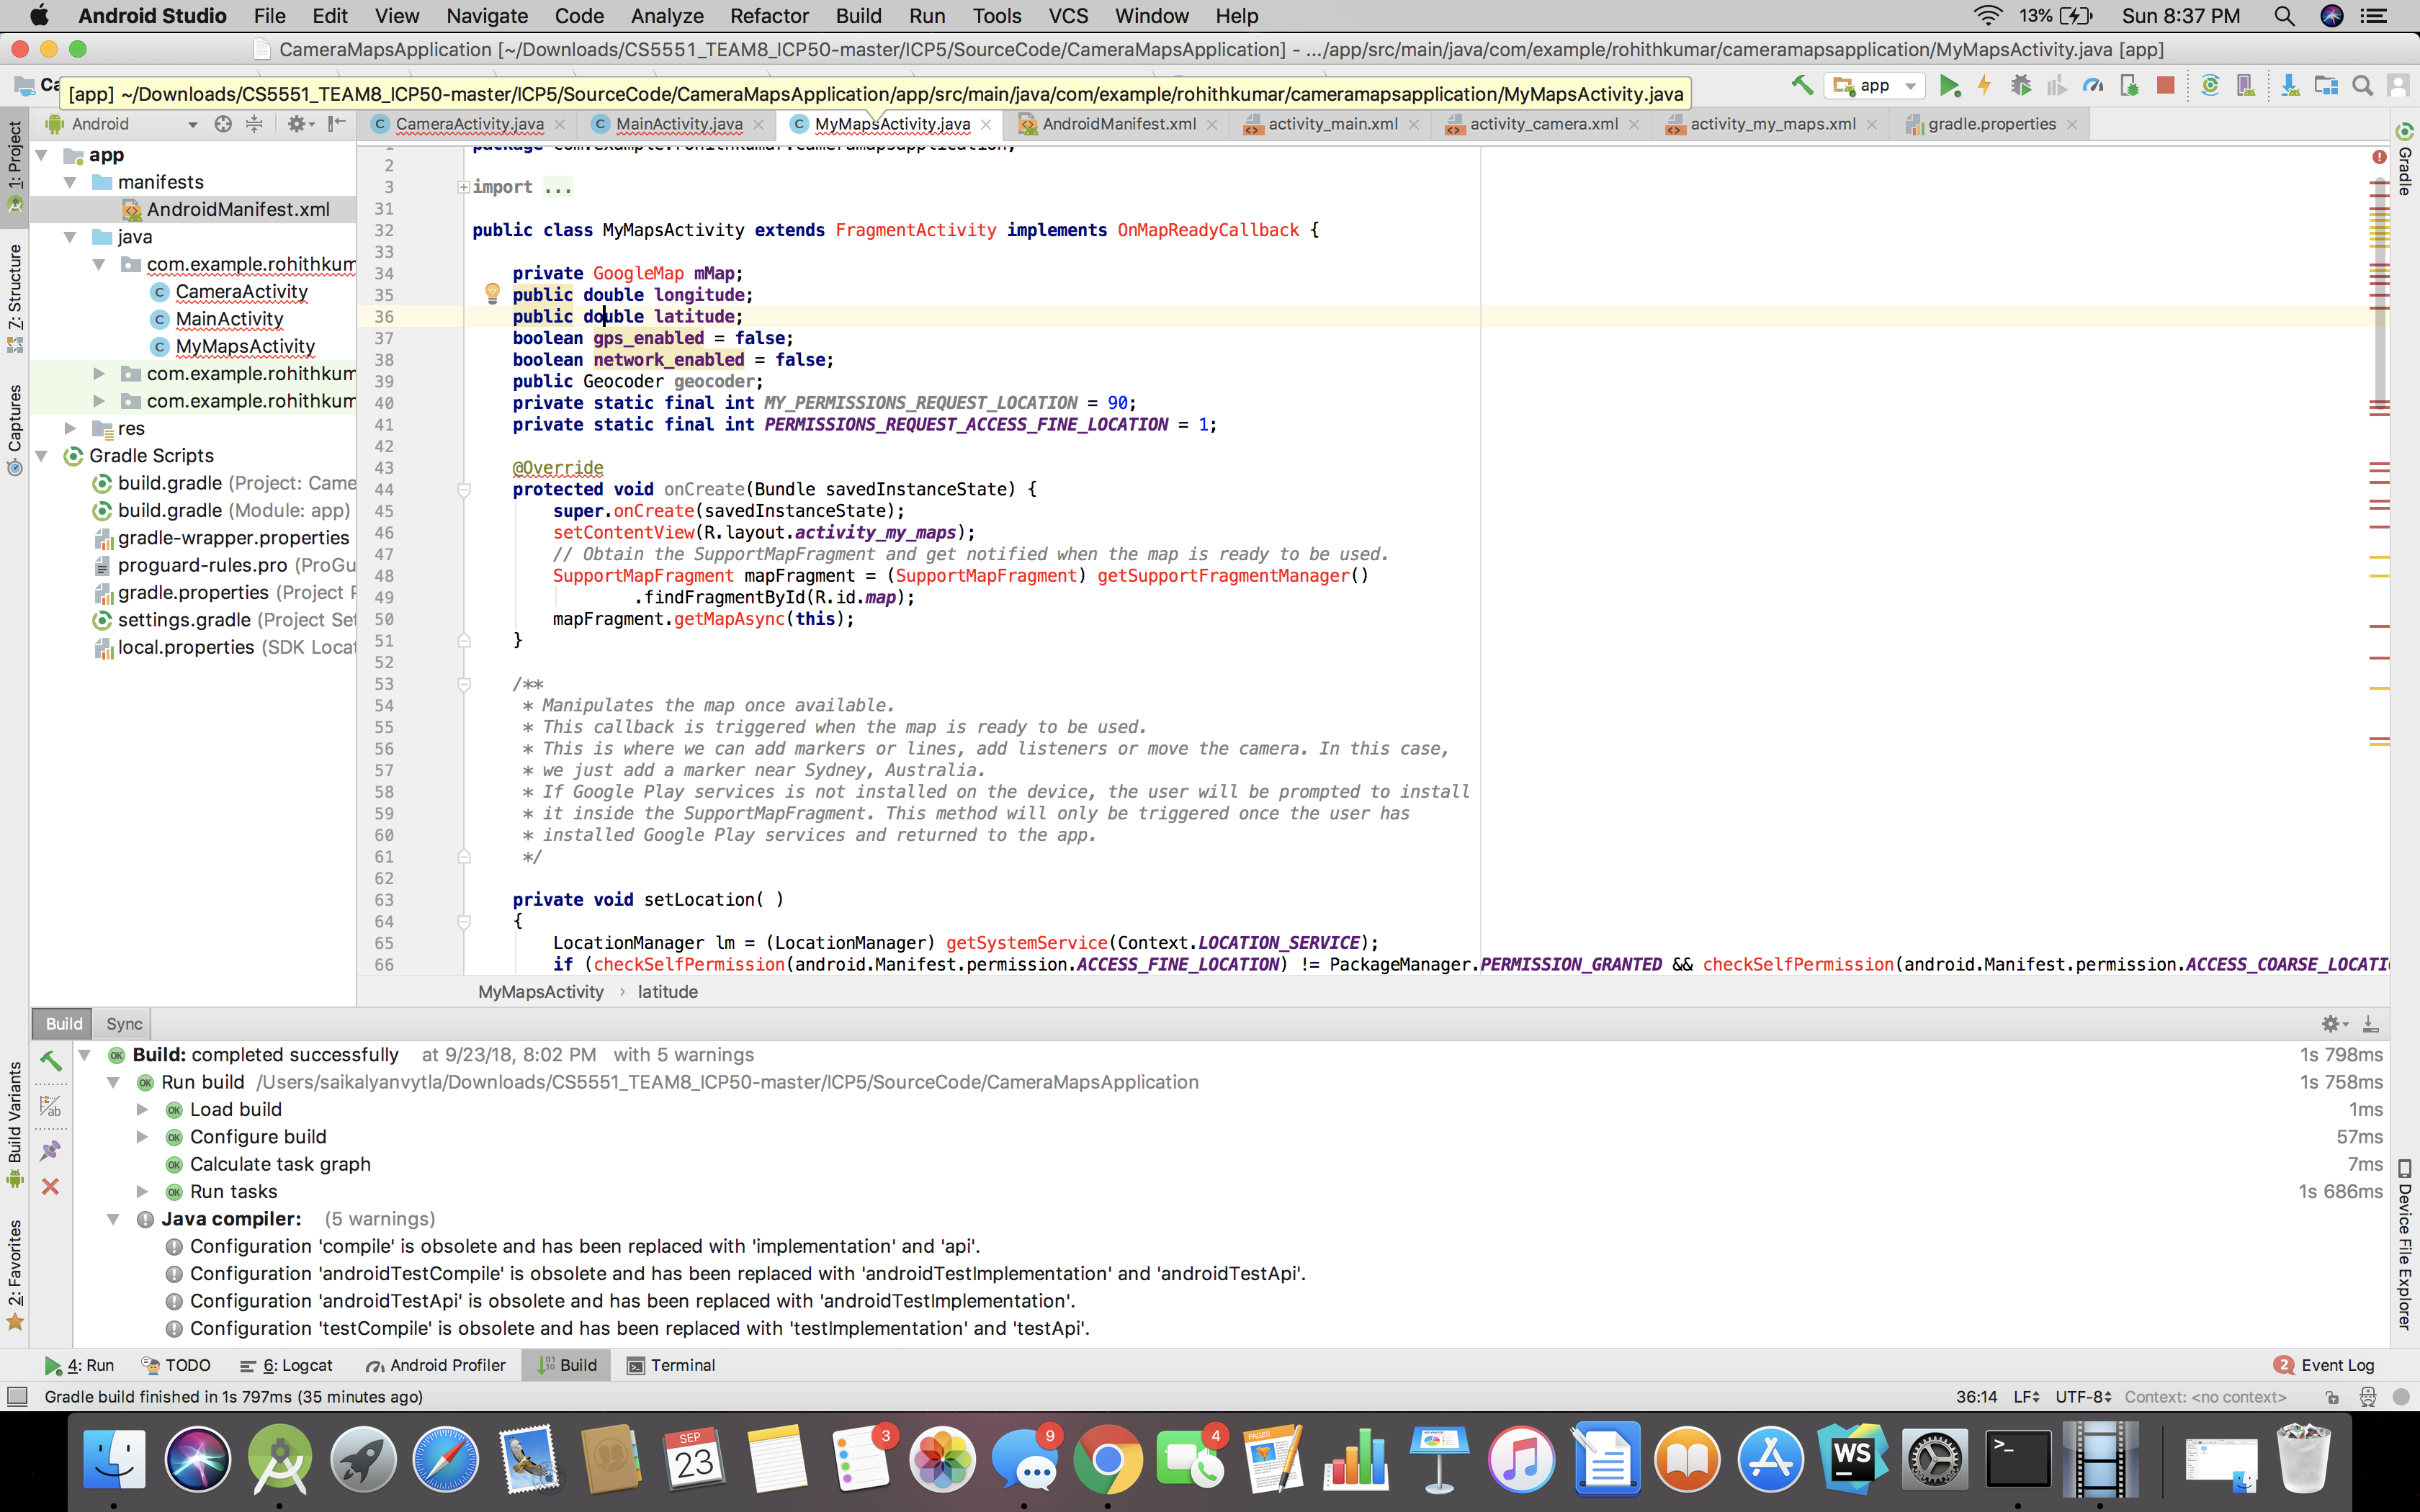 Android Studio File Edit View Navigate Code Analyze Refactor Build Run Tools VCS Window Help 13% Sun 8:37 PM
CameraMapsApplication [~/Downloads/CS5551_TEAM8_ICP50-master/ICP5/SourceCode/CameraMapsApplication] - .../app/src/main/java/com/example/rohithkumar/cameramapsapplication/MyMapsActivity.java [app]
Ca
[app] ~/Downloads/CS5551_TEAM8_ICP50-master/ICP5/SourceCode/CameraMapsApplication/app/src/main/java/com/example/rohithkumar/cameramapsapplication/MyMapsActivity.java
app
Android
CameraActivity.java MainActivity.java MyMapsActivity.java AndroidManifest.xml activity_main.xml activity_camera.xml activity_my_maps.xml gradle.properties
1: Project
7: Structure
Captures
Build Variants
2: Favorites
app
manifests
AndroidManifest.xml
java
com.example.rohithkum
CameraActivity
MainActivity
MyMapsActivity
com.example.rohithkum
com.example.rohithkum
res
Gradle Scripts
build.gradle (Project: Came
build.gradle (Module: app)
gradle-wrapper.properties
proguard-rules.pro (ProGu
gradle.properties (Project P
settings.gradle (Project Set
local.properties (SDK Locat
1 package com.example.rohithkumar.cameramapsapplication;
2
3 import ...
31
32 public class MyMapsActivity extends FragmentActivity implements OnMapReadyCallback {
33
34 private GoogleMap mMap;
35 public double longitude;
36 public double latitude;
37 boolean gps_enabled = false;
38 boolean network_enabled = false;
39 public Geocoder geocoder;
40 private static final int MY_PERMISSIONS_REQUEST_LOCATION = 90;
41 private static final int PERMISSIONS_REQUEST_ACCESS_FINE_LOCATION = 1;
42
43 @Override
44 protected void onCreate(Bundle savedInstanceState) {
45 super.onCreate(savedInstanceState);
46 setContentView(R.layout.activity_my_maps);
47 // Obtain the SupportMapFragment and get notified when the map is ready to be used.
48 SupportMapFragment mapFragment = (SupportMapFragment) getSupportFragmentManager()
49 .findFragmentById(R.id.map);
50 mapFragment.getMapAsync(this);
51 }
52
53 /**
54 * Manipulates the map once available.
55 * This callback is triggered when the map is ready to be used.
56 * This is where we can add markers or lines, add listeners or move the camera. In this case,
57 * we just add a marker near Sydney, Australia.
58 * If Google Play services is not installed on the device, the user will be prompted to install
59 * it inside the SupportMapFragment. This method will only be triggered once the user has
60 * installed Google Play services and returned to the app.
61 */
62
63 private void setLocation( )
64 {
65 LocationManager lm = (LocationManager) getSystemService(Context.LOCATION_SERVICE);
66 if (checkSelfPermission(android.Manifest.permission.ACCESS_FINE_LOCATION) != PackageManager.PERMISSION_GRANTED && checkSelfPermission(android.Manifest.permission.ACCESS_COARSE_LOCATI
MyMapsActivity › latitude
Gradle
Device File Explorer
Build Sync
Build: completed successfully at 9/23/18, 8:02 PM with 5 warnings 1s 798ms
Run build /Users/saikalyanvytla/Downloads/CS5551_TEAM8_ICP50-master/ICP5/SourceCode/CameraMapsApplication 1s 758ms
Load build 1ms
Configure build 57ms
Calculate task graph 7ms
Run tasks 1s 686ms
Java compiler: (5 warnings)
Configuration 'compile' is obsolete and has been replaced with 'implementation' and 'api'.
Configuration 'androidTestCompile' is obsolete and has been replaced with 'androidTestImplementation' and 'androidTestApi'.
Configuration 'androidTestApi' is obsolete and has been replaced with 'androidTestImplementation'.
Configuration 'testCompile' is obsolete and has been replaced with 'testImplementation' and 'testApi'.
4: Run TODO 6: Logcat Android Profiler Build Terminal 2 Event Log
Gradle build finished in 1s 797ms (35 minutes ago) 36:14 LF UTF-8 Context: <no context>
SEP
23
3
9
4
PAGES
WS